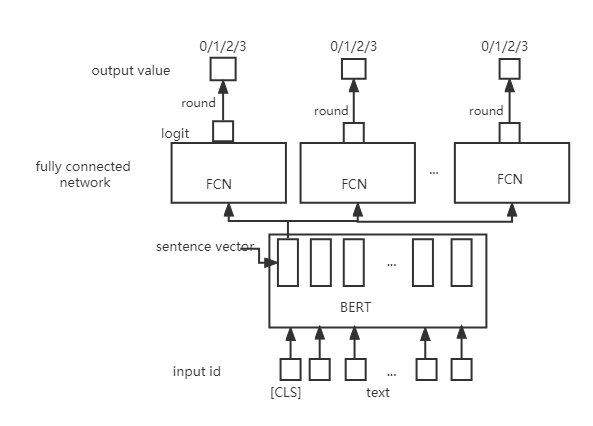 0/1/2/3 0/1/2/3 0/1/2/3
output value
round round round
logit
fully connected
network
FCN FCN ... FCN
sentence vector
...
BERT
input id ...
[CLS] text